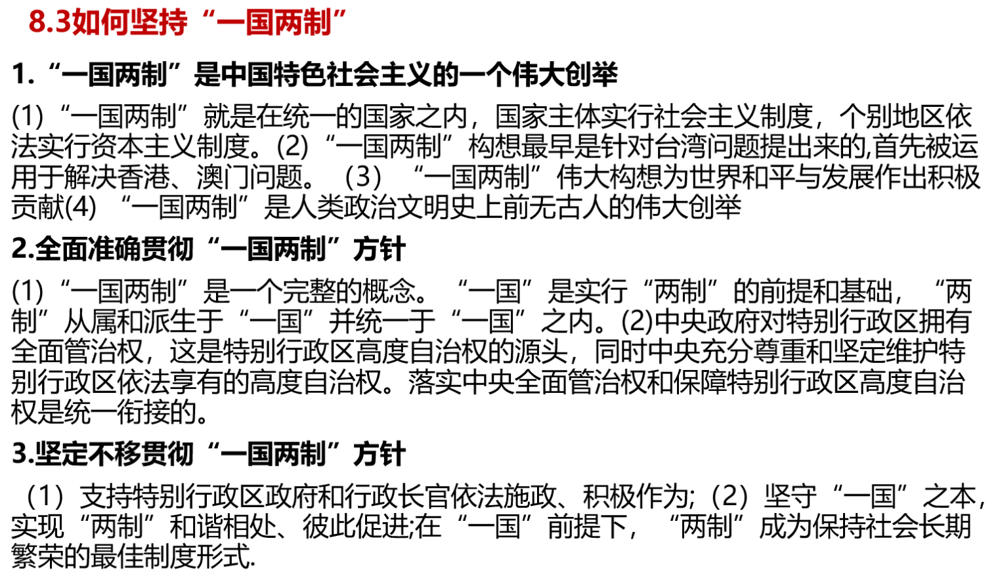 8.3如何坚持“一国两制”
1.“一国两制”是中国特色社会主义的一个伟大创举
(1)“一国两制”就是在统一的国家之内，国家主体实行社会主义制度，个别地区依
法实行资本主义制度。(2)“一国两制”构想最早是针对台湾问题提出来的,首先被运
用于解决香港、澳门问题。（3）“一国两制”伟大构想为世界和平与发展作出积极
贡献(4) “一国两制”是人类政治文明史上前无古人的伟大创举
2.全面准确贯彻“一国两制”方针
(1)“一国两制”是一个完整的概念。“一国”是实行“两制”的前提和基础，“两
制”从属和派生于“一国”并统一于“一国”之内。(2)中央政府对特别行政区拥有
全面管治权，这是特别行政区高度自治权的源头，同时中央充分尊重和坚定维护特
别行政区依法享有的高度自治权。落实中央全面管治权和保障特别行政区高度自治
权是统一衔接的。
3.坚定不移贯彻“一国两制”方针
（1）支持特别行政区政府和行政长官依法施政、积极作为;（2）坚守“一国”之本，
实现“两制”和谐相处、彼此促进;在“一国”前提下，“两制”成为保持社会长期
繁荣的最佳制度形式.